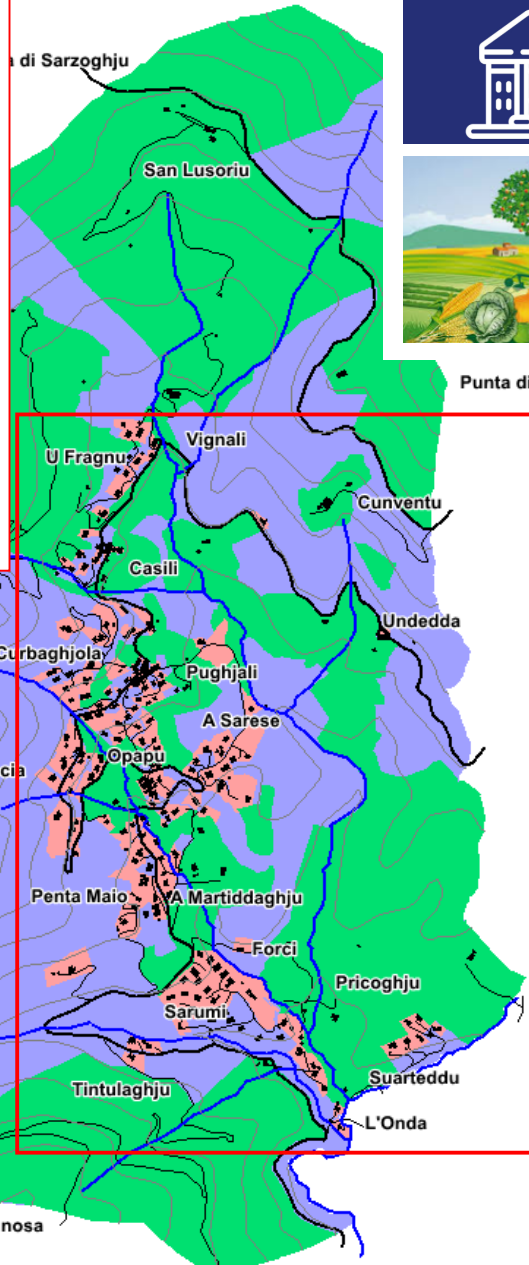 di Sarzoghju
San Lusoriu
Punta di
Vignali
U Fragnu
Cunventu
Casili
Undedda
Curbaghjola
Pughjali
A Sarese
Opapu
cia
Penta Maio
A Martiddaghju
Forci
Pricoghju
Sarumi
Suarteddu
Tintulaghju
L'Onda
nosa